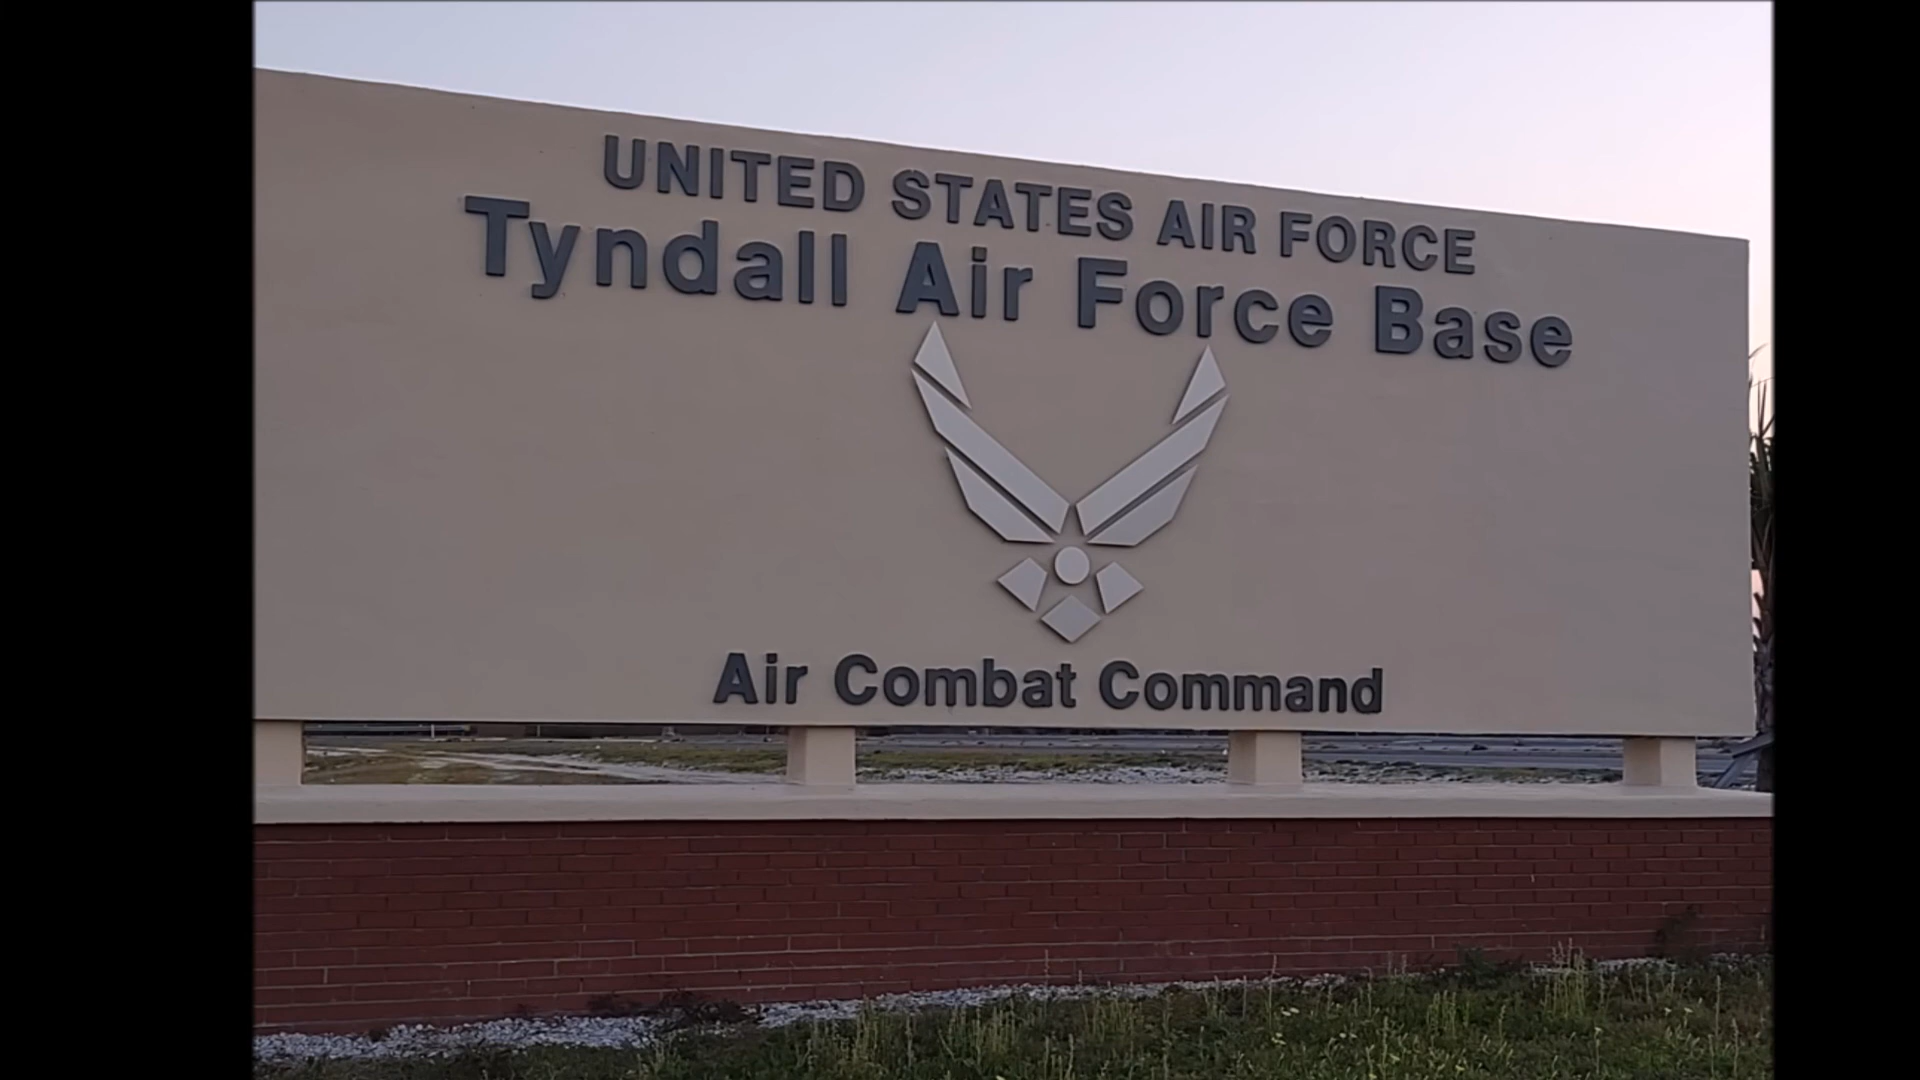 UNITED STATES AIR FORCE
Tyndall Air Force Base
Air Combat Command